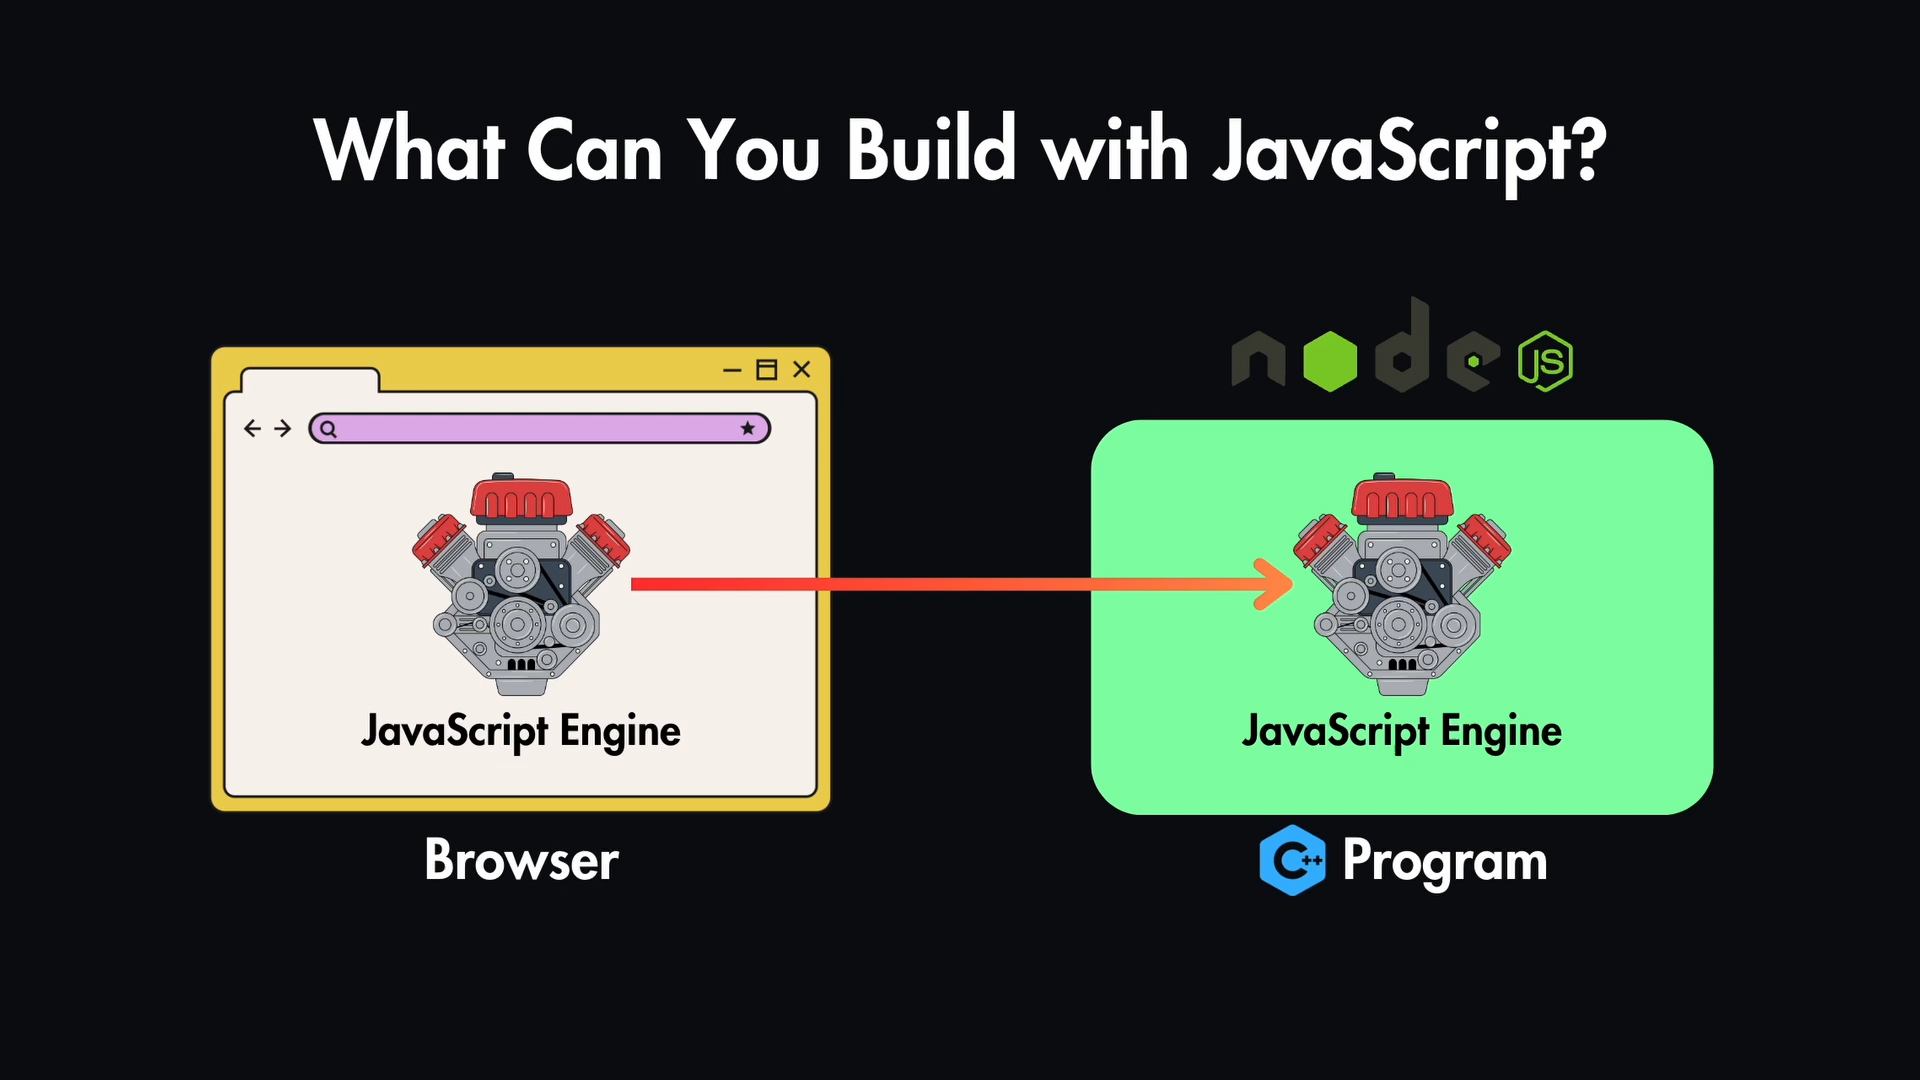 What Can You Build with JavaScript?
node JS
JavaScript Engine
JavaScript Engine
Browser
C++ Program